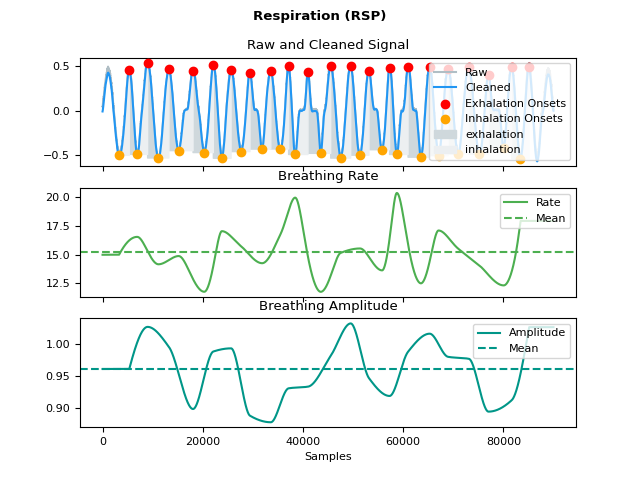 Respiration (RSP)
Raw and Cleaned Signal
0.5
0.0
−0.5
Raw
Cleaned
Exhalation Onsets
Inhalation Onsets
exhalation
inhalation
Breathing Rate
20.0
17.5
15.0
12.5
Rate
Mean
Breathing Amplitude
1.00
0.95
0.90
Amplitude
Mean
0 20000 40000 60000 80000
Samples